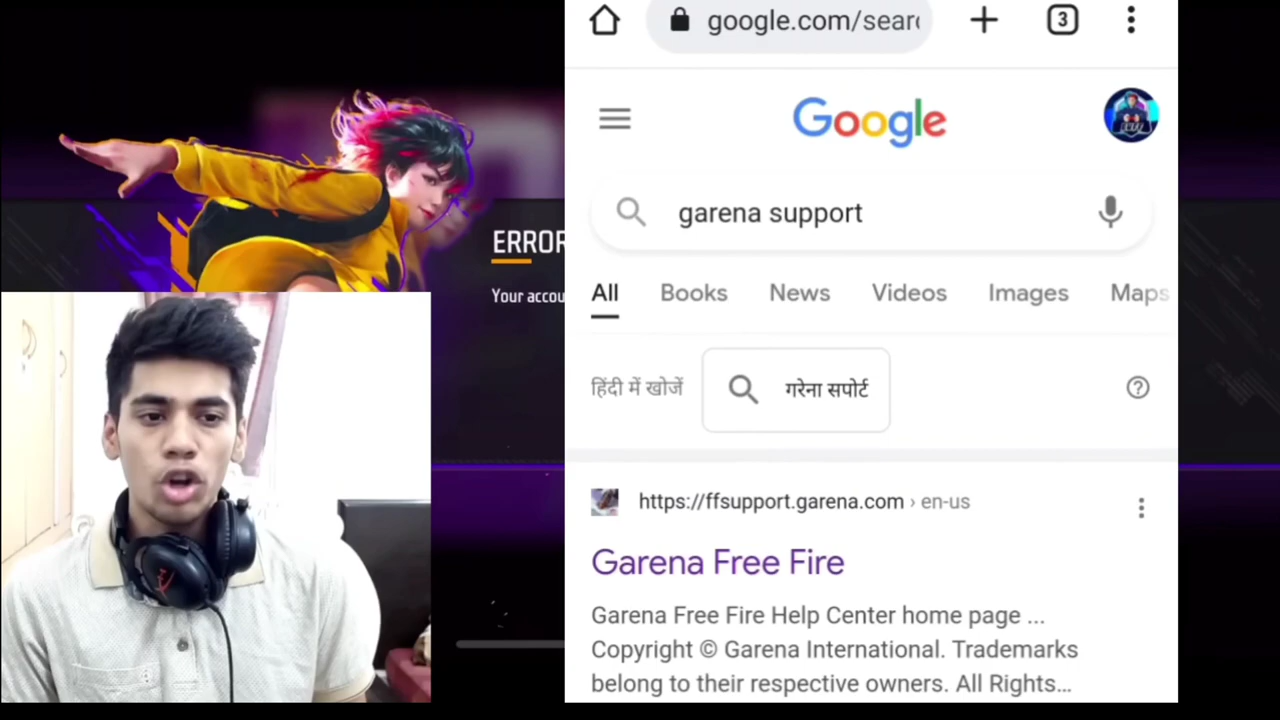 google.com/sear
3
Google
garena support
All Books News Videos Images Maps
हिंदी में खोजें
गरेना सपोर्ट
https://ffsupport.garena.com › en-us
Garena Free Fire
Garena Free Fire Help Center home page ...
Copyright © Garena International. Trademarks
belong to their respective owners. All Rights...
ERROR
Your accou